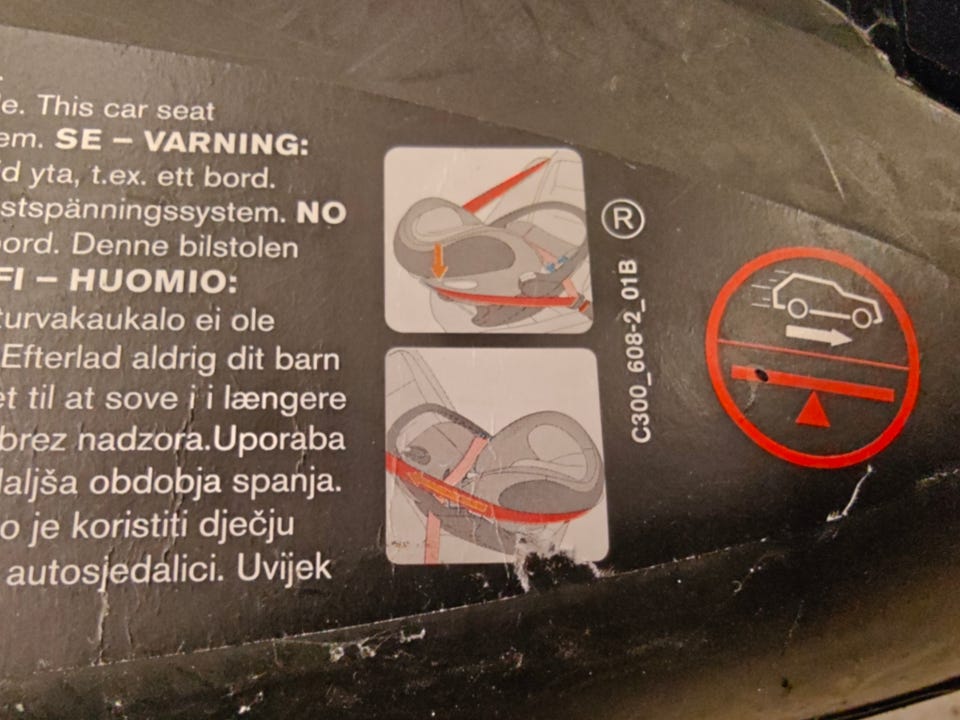 e. This car seat
em. SE – VARNING:
d yta, t.ex. ett bord.
stspänningssystem. NO
ord. Denne bilstolen
FI – HUOMIO:
turvakaukalo ei ole
Efterlad aldrig dit barn
et til at sove i i længere
brez nadzora.Uporaba
daljša obdobja spanja.
o je koristiti dječju
autosjedalici. Uvijek
®
C300_608-2_01B